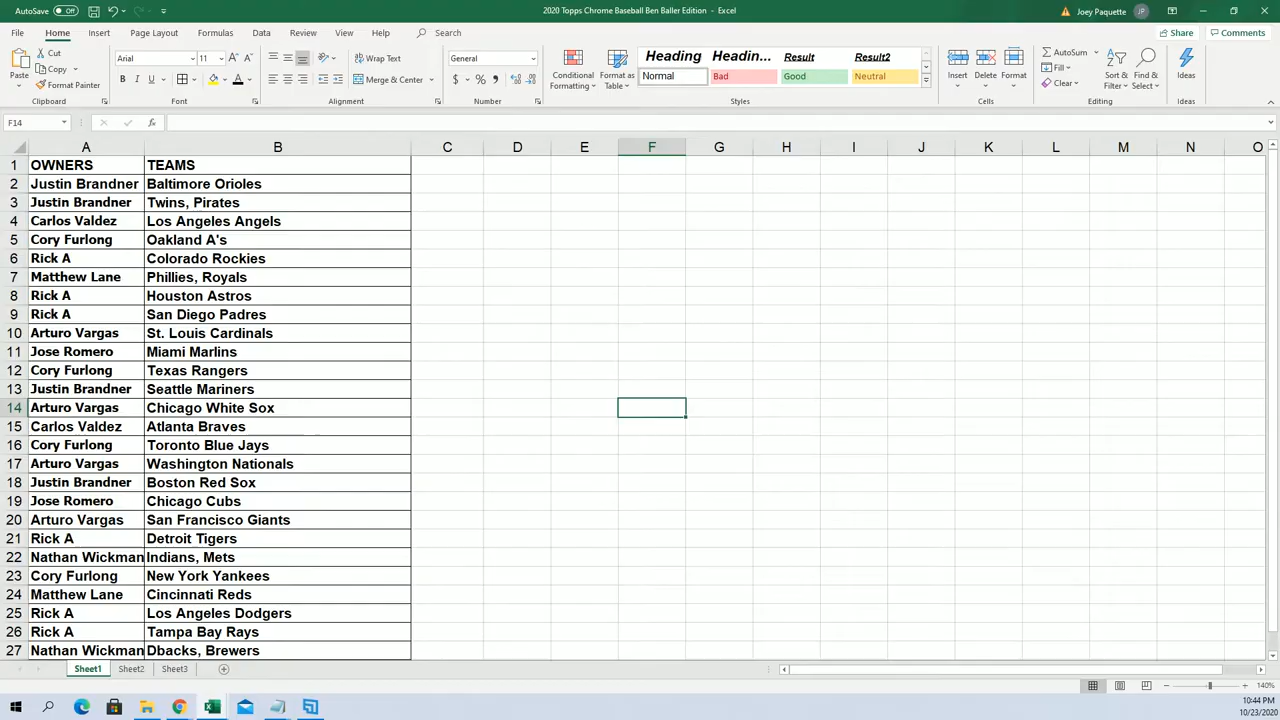 AutoSave Off 2020 Topps Chrome Baseball Ben Baller Edition - Excel Joey Paquette JP
File Home Insert Page Layout Formulas Data Review View Help Search Share Comments
Paste Cut Copy Format Painter Clipboard
Arial 11 A A B I U A Font
Wrap Text Merge & Center Alignment
General $ % , Number
Conditional Formatting Format as Table
Heading Headin... Result Result2
Normal Bad Good Neutral
Styles
Insert Delete Format Cells
AutoSum Fill Clear Sort & Filter Find & Select Editing
Ideas Ideas
F14 fx
A B C D E F G H I J K L M N O
1 OWNERS TEAMS
2 Justin Brandner Baltimore Orioles
3 Justin Brandner Twins, Pirates
4 Carlos Valdez Los Angeles Angels
5 Cory Furlong Oakland A's
6 Rick A Colorado Rockies
7 Matthew Lane Phillies, Royals
8 Rick A Houston Astros
9 Rick A San Diego Padres
10 Arturo Vargas St. Louis Cardinals
11 Jose Romero Miami Marlins
12 Cory Furlong Texas Rangers
13 Justin Brandner Seattle Mariners
14 Arturo Vargas Chicago White Sox
15 Carlos Valdez Atlanta Braves
16 Cory Furlong Toronto Blue Jays
17 Arturo Vargas Washington Nationals
18 Justin Brandner Boston Red Sox
19 Jose Romero Chicago Cubs
20 Arturo Vargas San Francisco Giants
21 Rick A Detroit Tigers
22 Nathan Wickman Indians, Mets
23 Cory Furlong New York Yankees
24 Matthew Lane Cincinnati Reds
25 Rick A Los Angeles Dodgers
26 Rick A Tampa Bay Rays
27 Nathan Wickman Dbacks, Brewers
Sheet1 Sheet2 Sheet3
140%
10:44 PM
10/23/2020